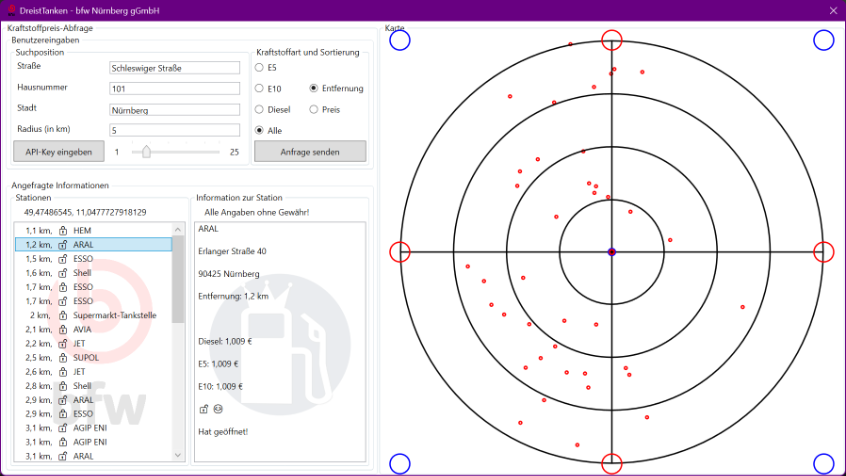 DreistTanken - bfw Nürnberg gGmbH
Kraftstoffpreis-Abfrage
Benutzereingaben
Suchposition
Straße
Schleswiger Straße
Hausnummer
101
Stadt
Nürnberg
Radius (in km)
5
API-Key eingeben
1
25
Kraftstoffart und Sortierung
E5
E10
Entfernung
Diesel
Preis
Alle
Anfrage senden
Angefragte Informationen
Stationen
49,47486545, 11,0477727918129
1,1 km, HEM
1,2 km, ARAL
1,5 km, ESSO
1,6 km, Shell
1,7 km, ESSO
1,7 km, ESSO
2 km, Supermarkt-Tankstelle
2,1 km, AVIA
2,2 km, JET
2,5 km, SUPOL
2,6 km, JET
2,8 km, Shell
2,9 km, ARAL
2,9 km, ESSO
3,1 km, AGIP ENI
3,1 km, AGIP ENI
3,1 km, ARAL
bfw
Information zur Station
Alle Angaben ohne Gewähr!
ARAL
Erlanger Straße 40
90425 Nürnberg
Entfernung: 1,2 km
Diesel: 1,009 €
E5: 1,009 €
E10: 1,009 €
Hat geöffnet!
Karte